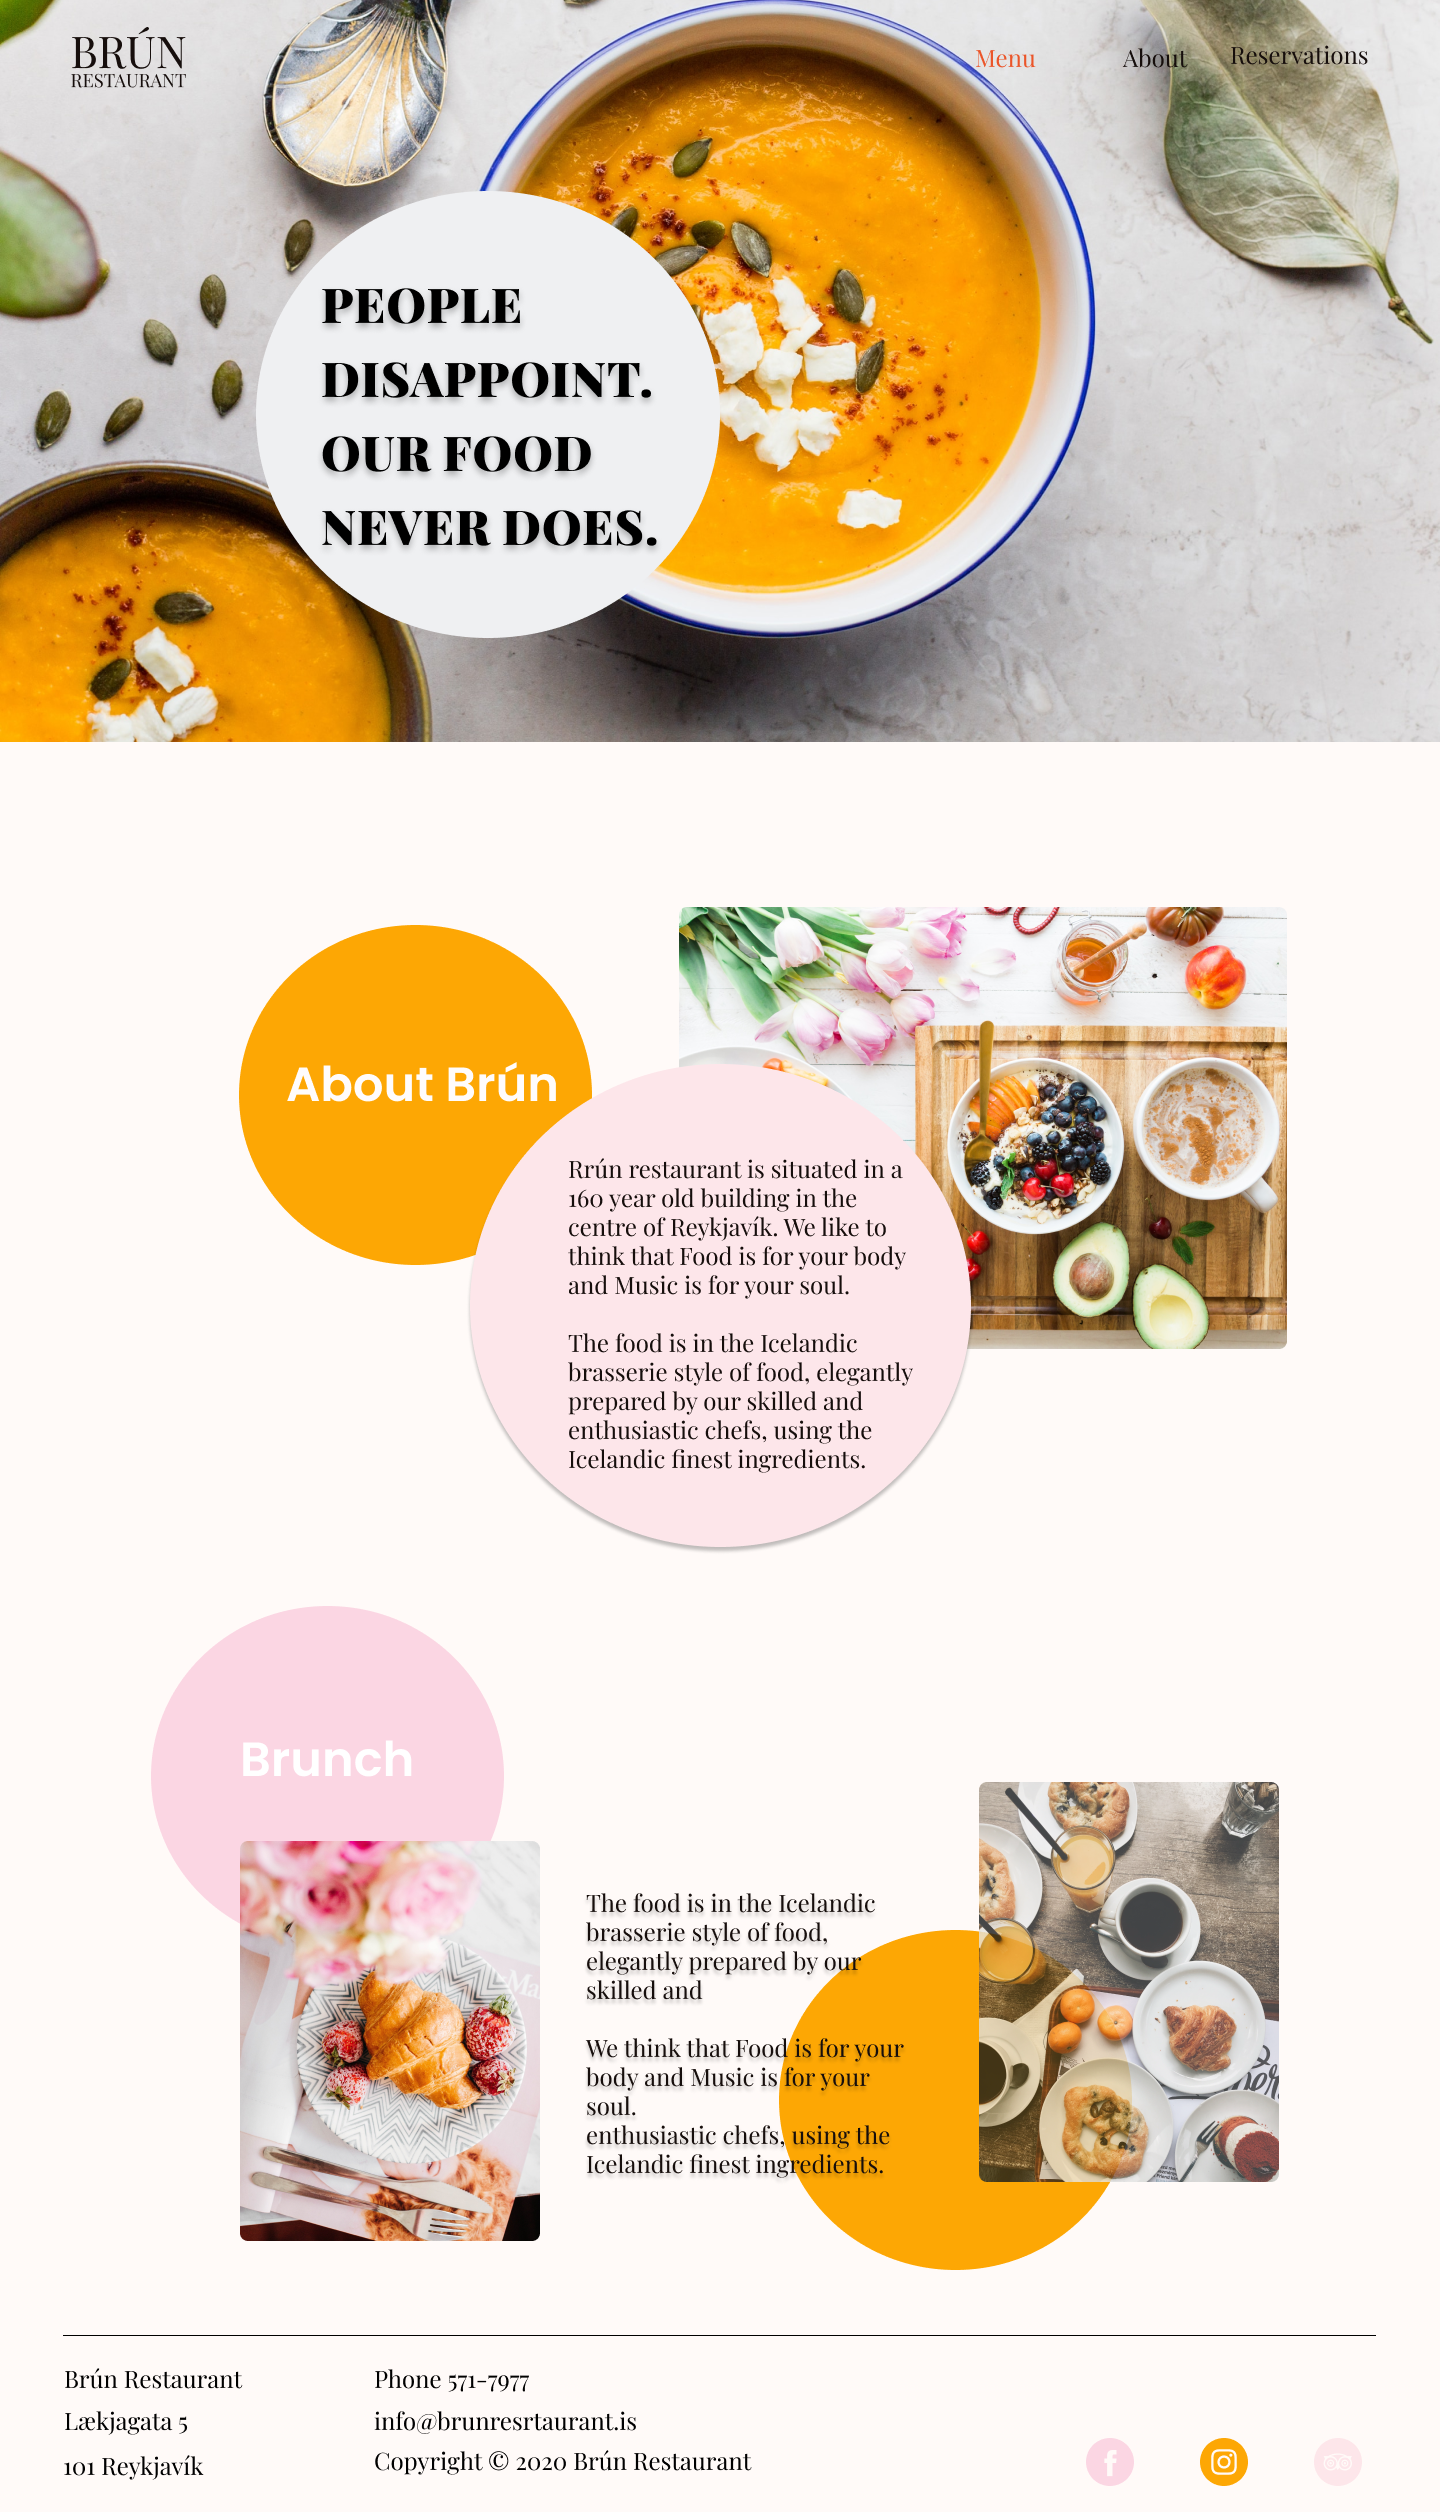 BRÚN
RESTAURANT
Menu
About
Reservations
PEOPLE
DISAPPOINT.
OUR FOOD
NEVER DOES.
About Brún
Rrún restaurant is situated in a
160 year old building in the
centre of Reykjavík. We like to
think that Food is for your body
and Music is for your soul.
The food is in the Icelandic
brasserie style of food, elegantly
prepared by our skilled and
enthusiastic chefs, using the
Icelandic finest ingredients.
Brunch
The food is in the Icelandic
brasserie style of food,
elegantly prepared by our
skilled and
We think that Food is for your
body and Music is for your
soul.
enthusiastic chefs, using the
Icelandic finest ingredients.
Brún Restaurant
Lækjagata 5
101 Reykjavík
Phone 571-7977
info@brunresrtaurant.is
Copyright © 2020 Brún Restaurant